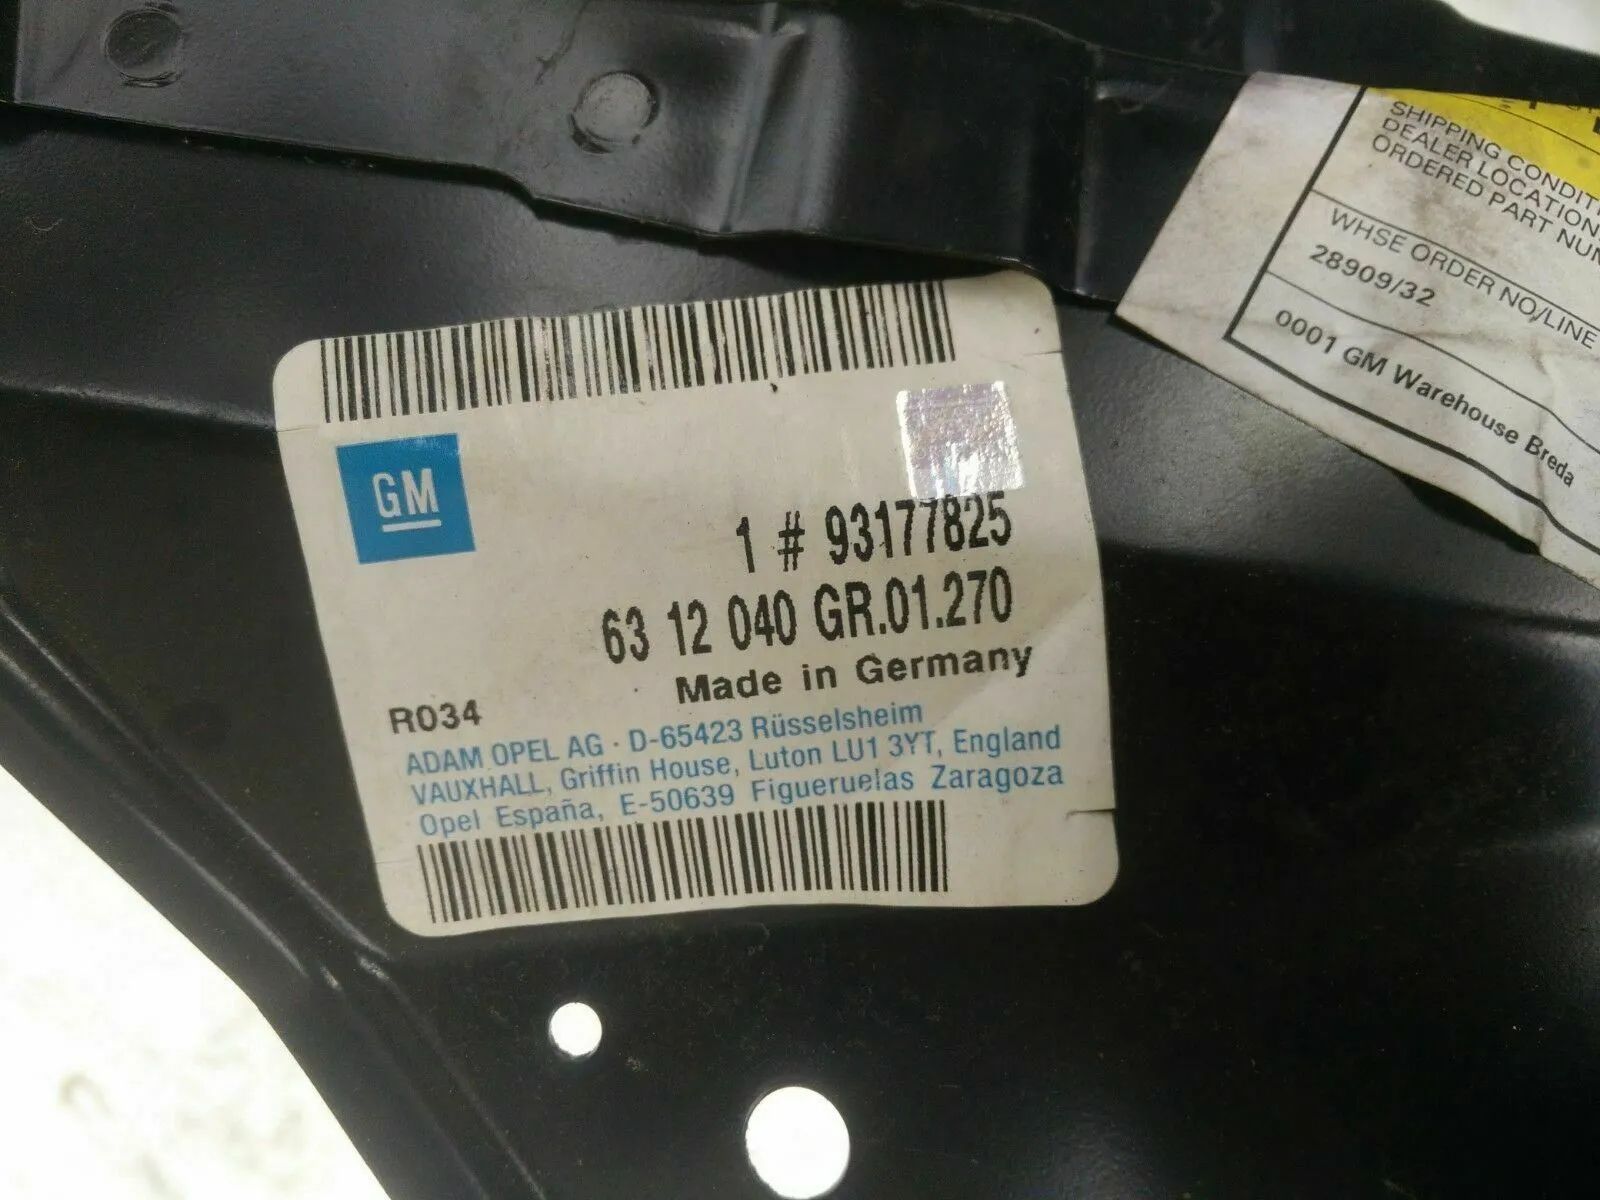 GM
1 # 93177825
63 12 040 GR.01.270
Made in Germany
R034
ADAM OPEL AG · D-65423 Rüsselsheim
VAUXHALL, Griffin House, Luton LU1 3YT, England
Opel España, E-50639 Figueruelas Zaragoza
SHIPPING
DEALER LOCATION
ORDERED PART
WHSE ORDER NO/LINE
28909/32
0001 GM Warehouse Breda